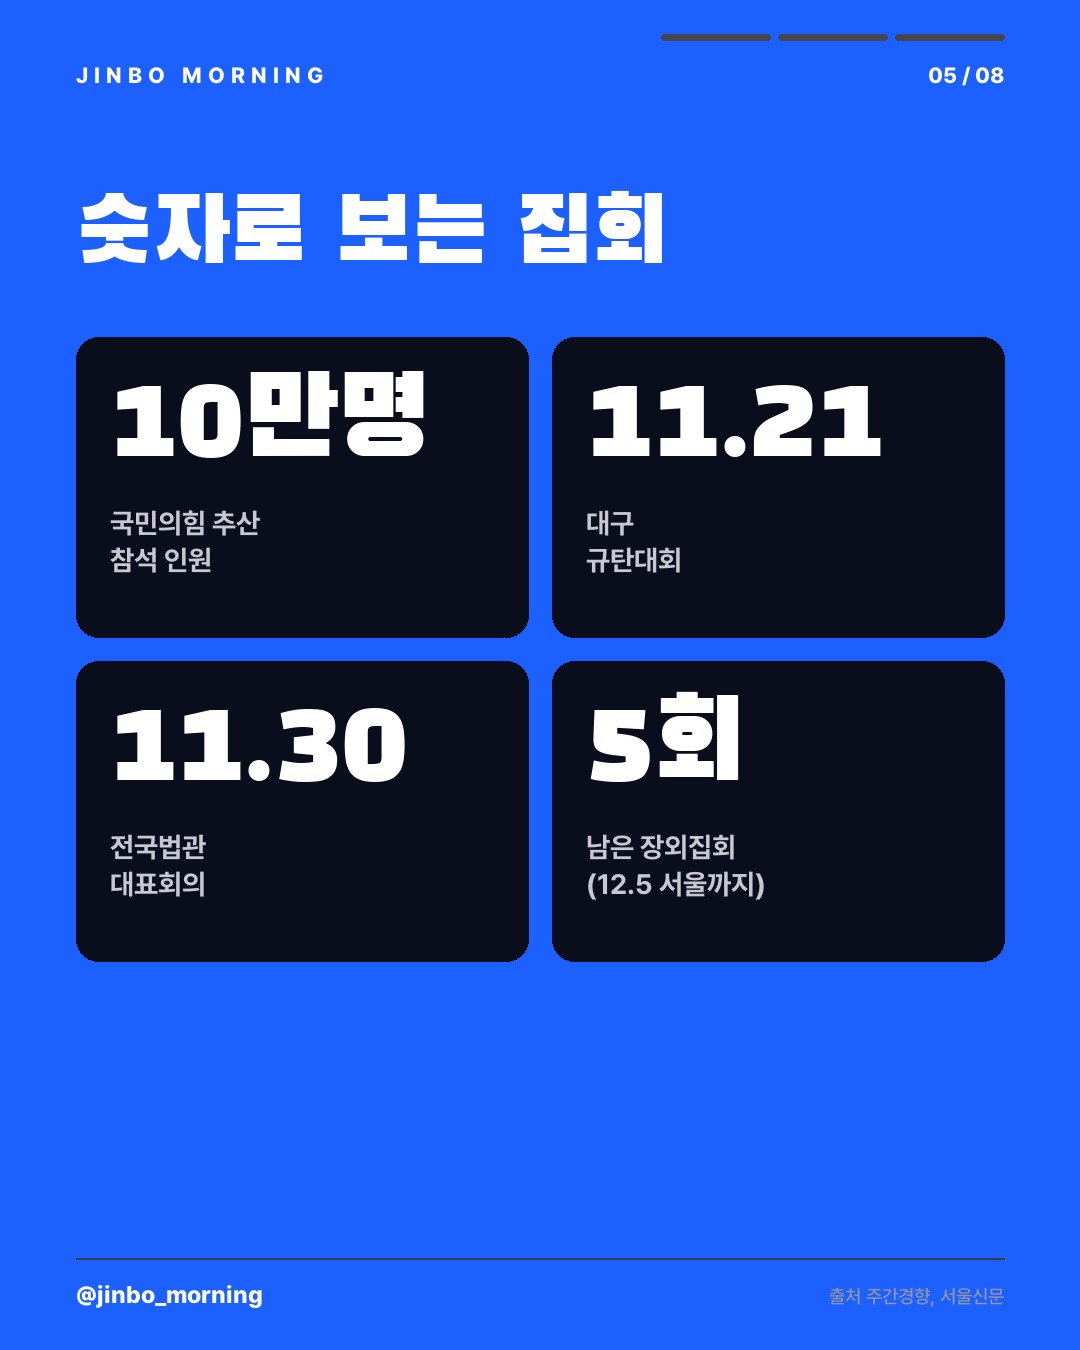 JINBO MORNING
05 / 08
숫자로 보는 집회
10만명
국민의힘 추산
참석 인원
11.21
대구
규탄대회
11.30
전국법관
대표회의
5회
남은 장외집회
(12.5 서울까지)
@jinbo_morning
출처 주간경향, 서울신문